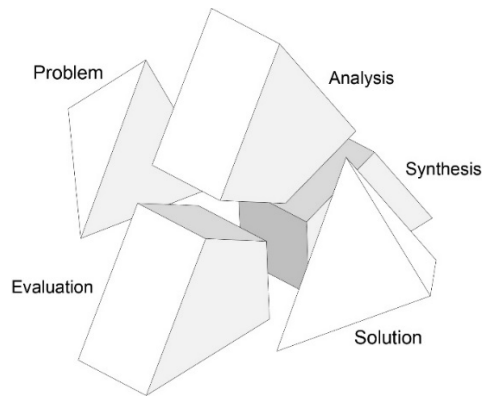 Problem
Analysis
Synthesis
Evaluation
Solution